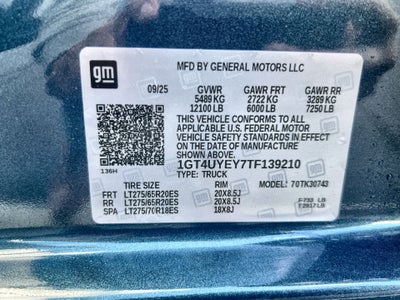 gm
MFD BY GENERAL MOTORS LLC
09/25 GVWR GAWR FRT GAWR RR
5489 KG 2722 KG 3289 KG
12100 LB 6000 LB 7250 LB
THIS VEHICLE CONFORMS TO ALL
APPLICABLE U.S. FEDERAL MOTOR
VEHICLE SAFETY STANDARDS IN EFFECT
ON THE DATE OF MANUFACTURE SHOWN ABOVE.
1GT4UYEY7TF139210
136H TYPE: TRUCK
TIRE RIM MODEL: 70TK30743
FRT LT275/65R20ES 20X8.5J
RR LT275/65R20ES 20X8.5J
SPA LT275/70R18ES 18X8J